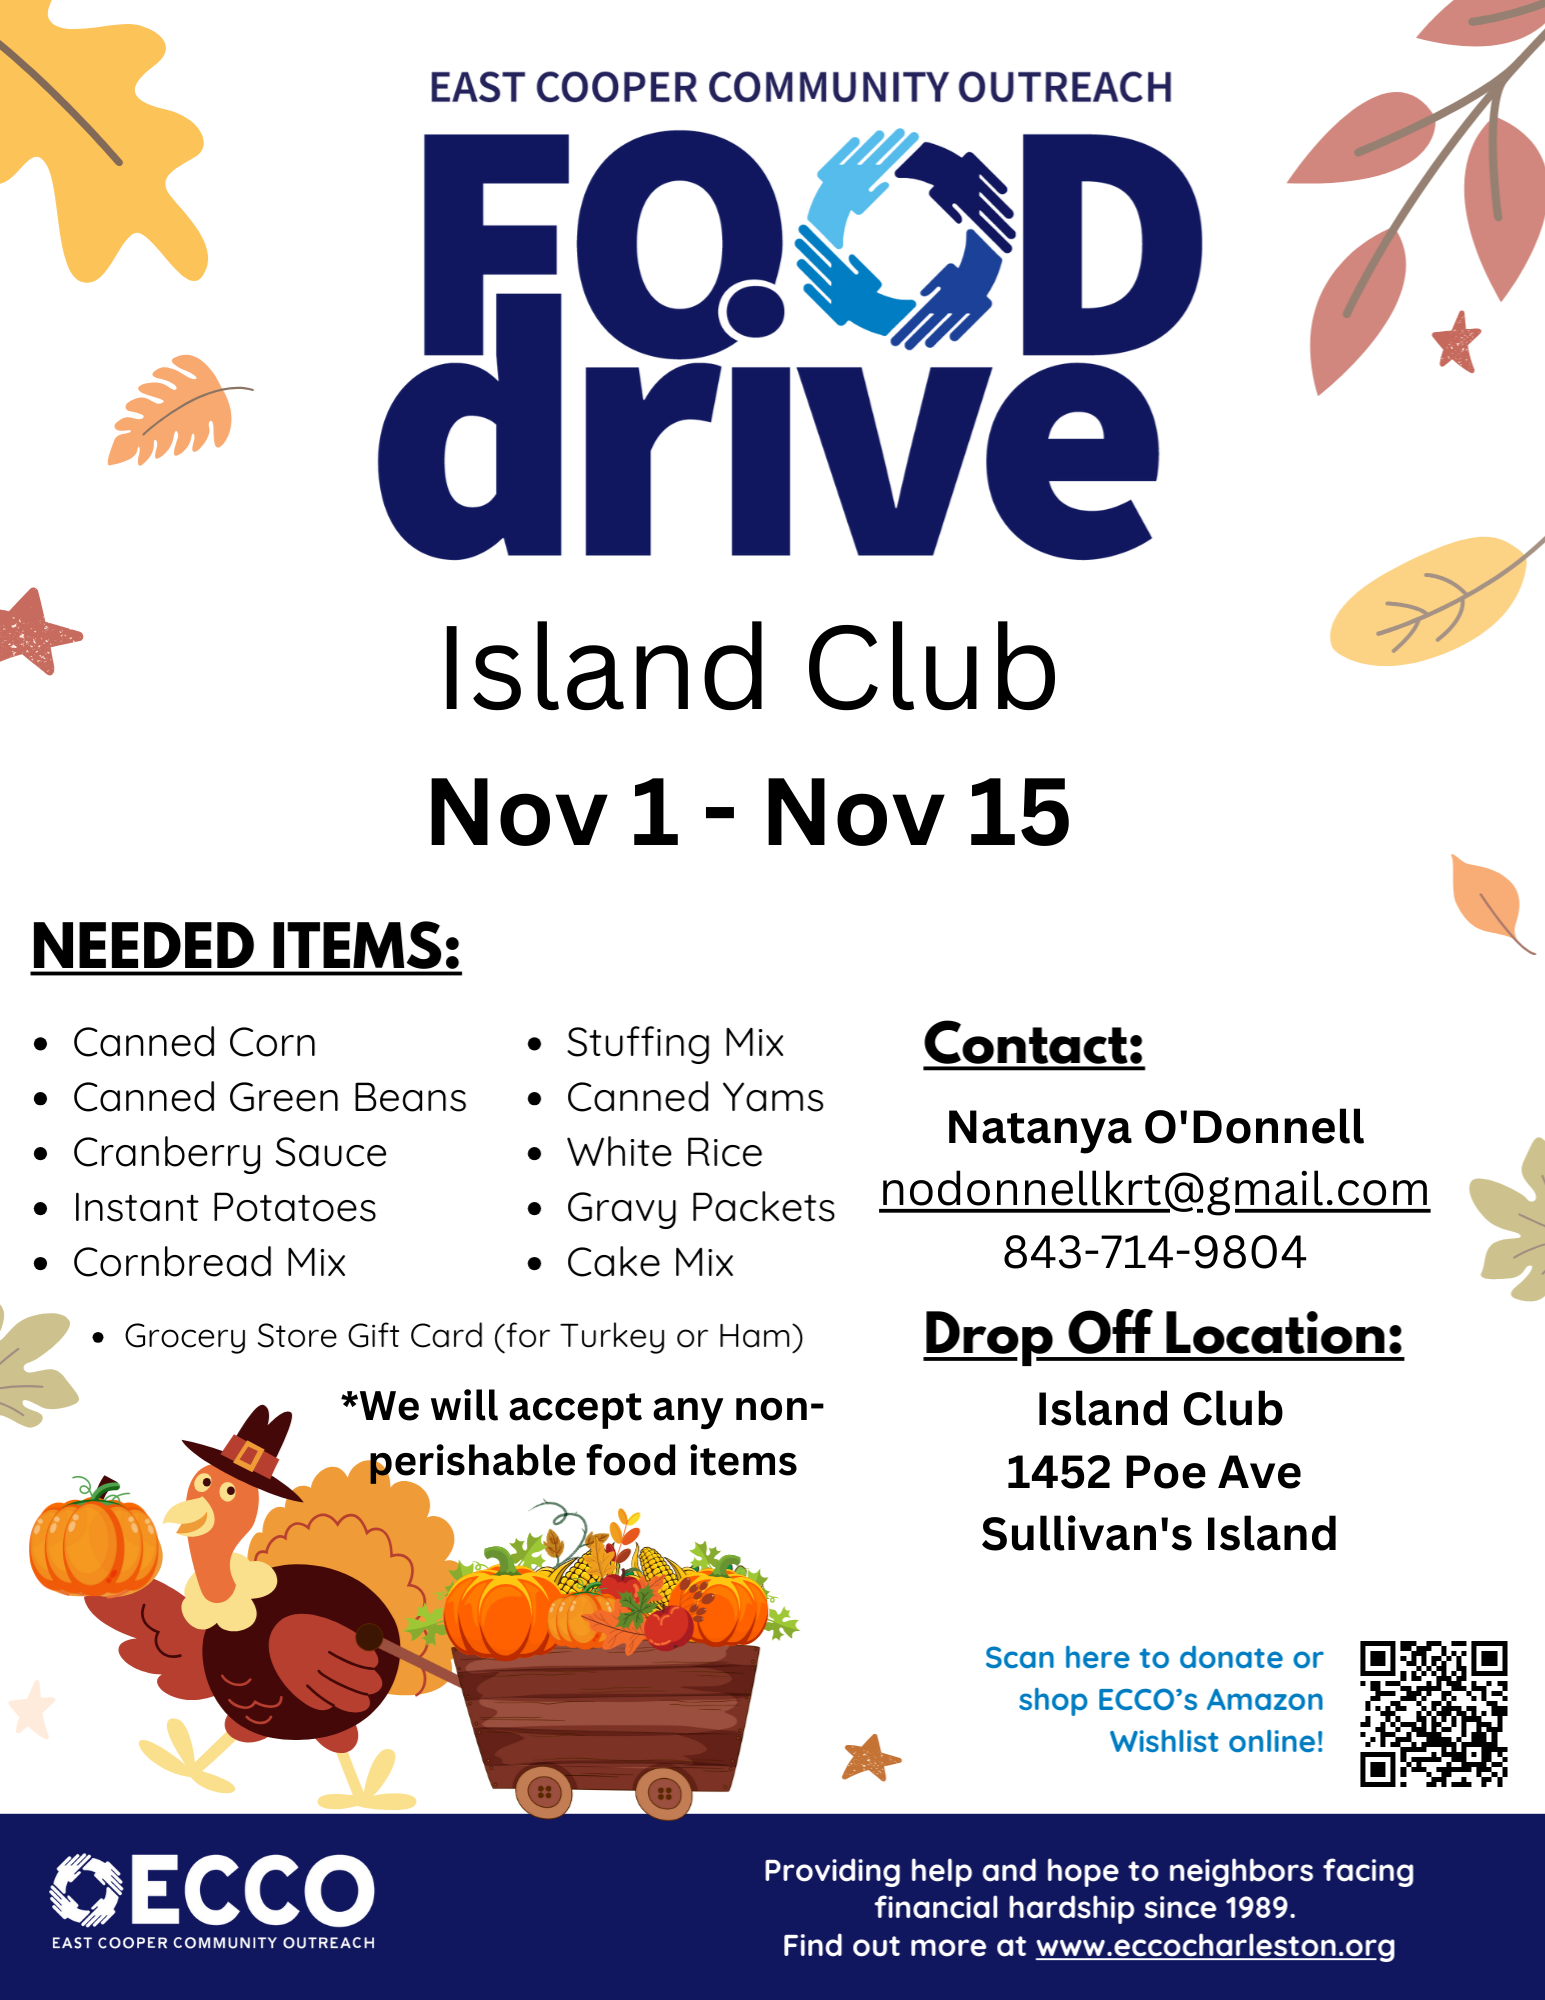 EAST COOPER COMMUNITY OUTREACH
FOOD
drive
Island Club
Nov 1 - Nov 15
NEEDED ITEMS:
• Canned Corn
• Canned Green Beans
• Cranberry Sauce
• Instant Potatoes
• Cornbread Mix
• Stuffing Mix
• Canned Yams
• White Rice
• Gravy Packets
• Cake Mix
• Grocery Store Gift Card (for Turkey or Ham)
*We will accept any non-
perishable food items
Contact:
Natanya O'Donnell
nodonnellkrt@gmail.com
843-714-9804
Drop Off Location:
Island Club
1452 Poe Ave
Sullivan's Island
Scan here to donate or
shop ECCO’s Amazon
Wishlist online!
ECCO
EAST COOPER COMMUNITY OUTREACH
Providing help and hope to neighbors facing
financial hardship since 1989.
Find out more at www.eccocharleston.org